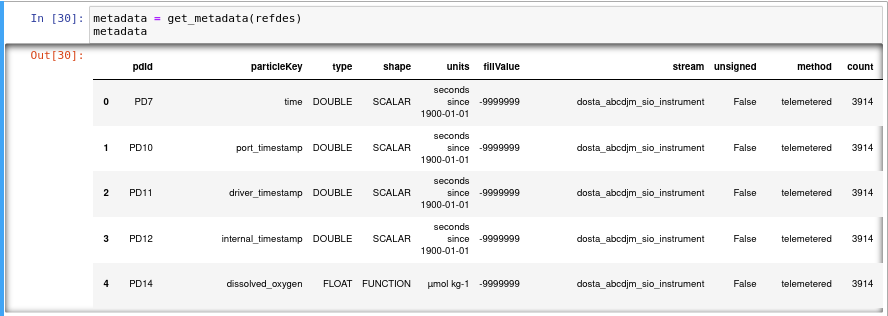 In [30]: metadata = get_metadata(refdes)
metadata
Out[30]:
pdId particleKey type shape units fillValue stream unsigned method count
0 PD7 time DOUBLE SCALAR seconds since 1900-01-01 -9999999 dosta_abcdjm_sio_instrument False telemetered 3914
1 PD10 port_timestamp DOUBLE SCALAR seconds since 1900-01-01 -9999999 dosta_abcdjm_sio_instrument False telemetered 3914
2 PD11 driver_timestamp DOUBLE SCALAR seconds since 1900-01-01 -9999999 dosta_abcdjm_sio_instrument False telemetered 3914
3 PD12 internal_timestamp DOUBLE SCALAR seconds since 1900-01-01 -9999999 dosta_abcdjm_sio_instrument False telemetered 3914
4 PD14 dissolved_oxygen FLOAT FUNCTION µmol kg-1 -9999999 dosta_abcdjm_sio_instrument False telemetered 3914